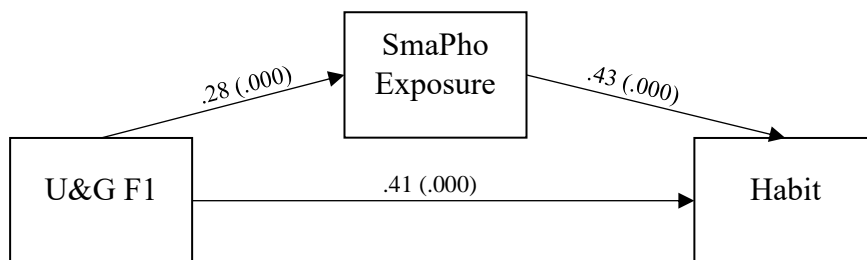 SmaPho
Exposure
.28 (.000)
.43 (.000)
U&G F1
.41 (.000)
Habit